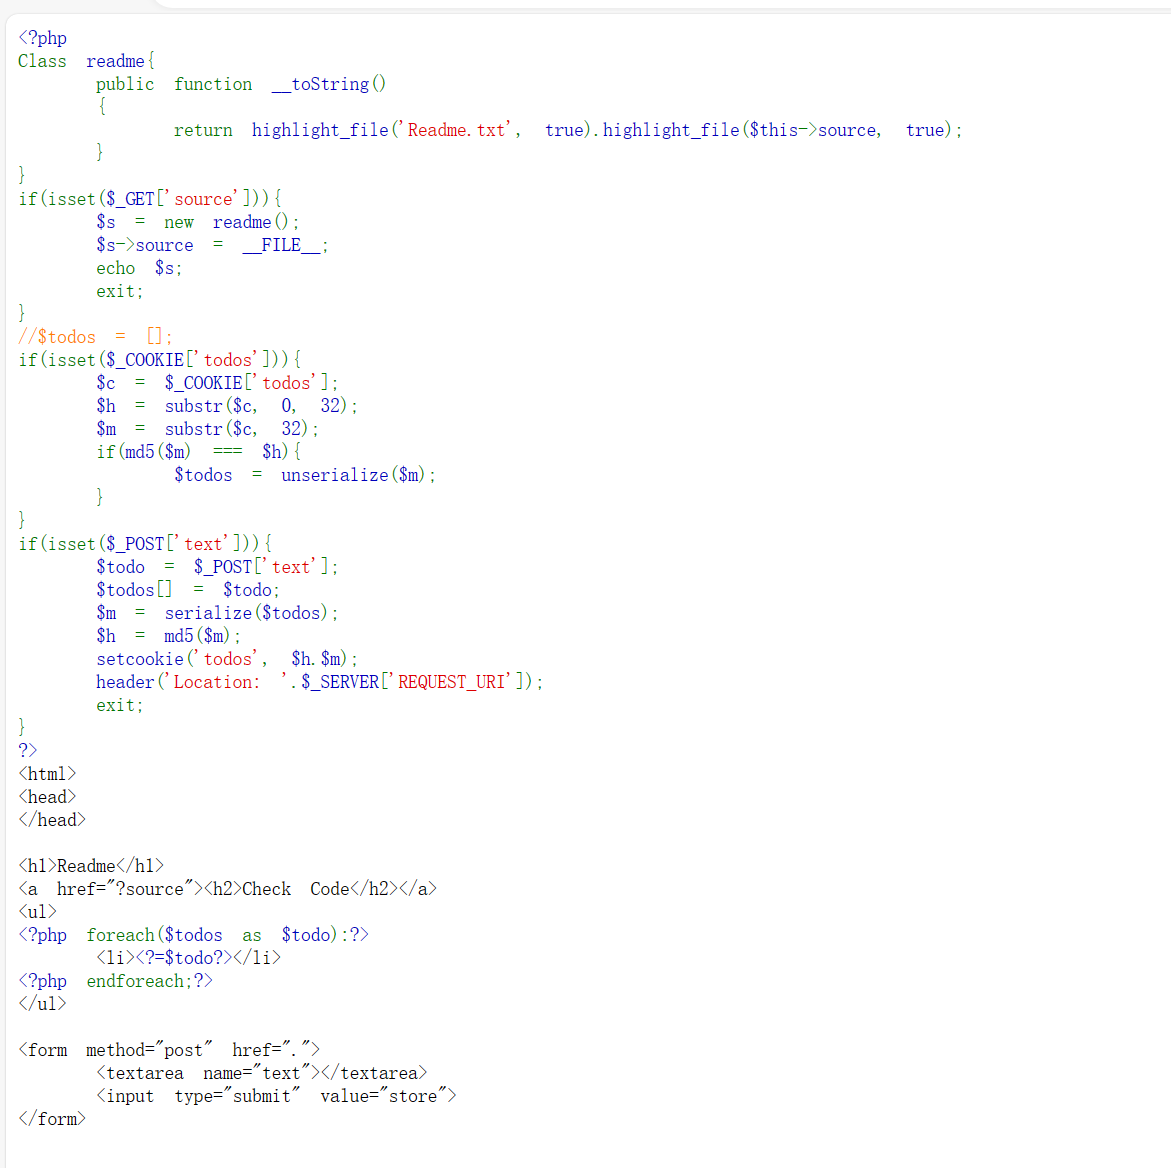 <?php
Class readme{
public function __toString()
{
return highlight_file('Readme.txt', true).highlight_file($this->source, true);
}
}
if(isset($_GET['source'])){
$s = new readme();
$s->source = __FILE__;
echo $s;
exit;
}
//$todos = [];
if(isset($_COOKIE['todos'])){
$c = $_COOKIE['todos'];
$h = substr($c, 0, 32);
$m = substr($c, 32);
if(md5($m) === $h){
$todos = unserialize($m);
}
}
if(isset($_POST['text'])){
$todo = $_POST['text'];
$todos[] = $todo;
$m = serialize($todos);
$h = md5($m);
setcookie('todos', $h.$m);
header('Location: '.$_SERVER['REQUEST_URI']);
exit;
}
?>
<html>
<head>
</head>
<h1>Readme</h1>
<a href="?source"><h2>Check Code</h2></a>
<ul>
<?php foreach($todos as $todo):?>
<li><?=$todo?></li>
<?php endforeach;?>
</ul>
<form method="post" href=".">
<textarea name="text"></textarea>
<input type="submit" value="store">
</form>